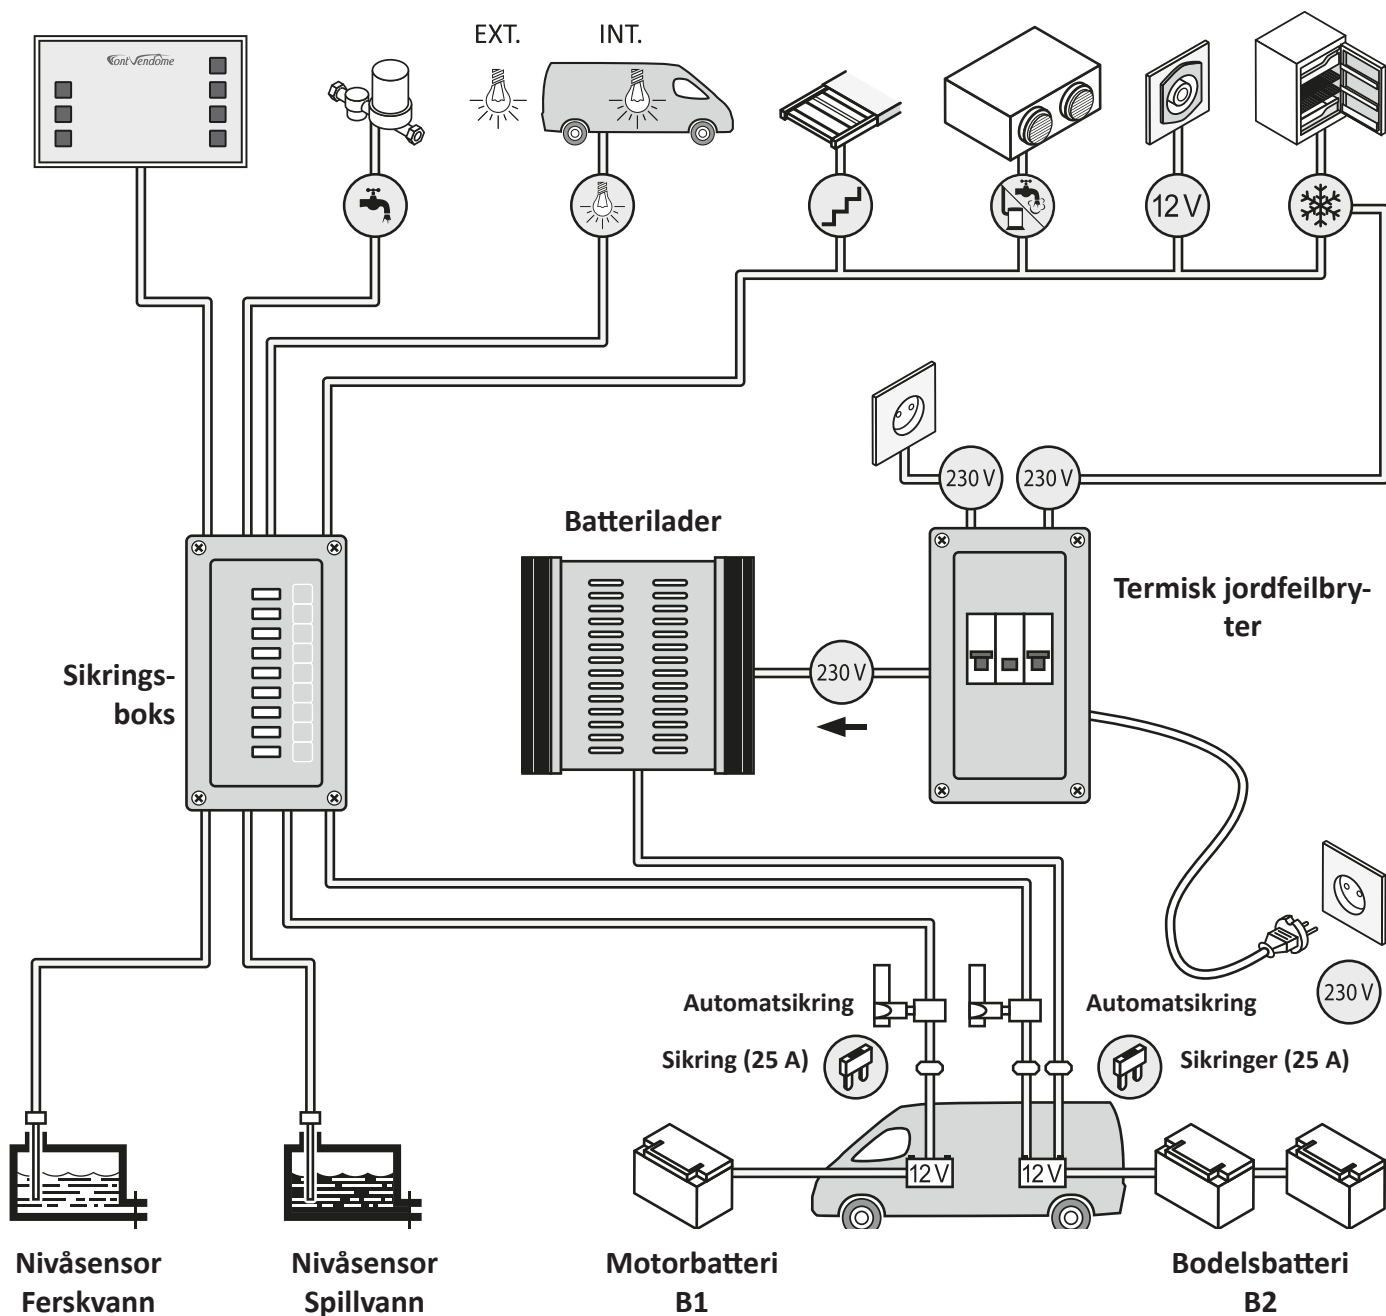 EXT.
INT.
Font Vendôme
12 V
230 V
230 V
Batterilader
Termisk jordfeilbry-
ter
Sikrings-
boks
230 V
Automatsikring
Automatsikring
230 V
Sikring (25 A)
Sikringer (25 A)
12 V
12 V
Nivåsensor
Ferskvann
Nivåsensor
Spillvann
Motorbatteri
B1
Bodelsbatteri
B2